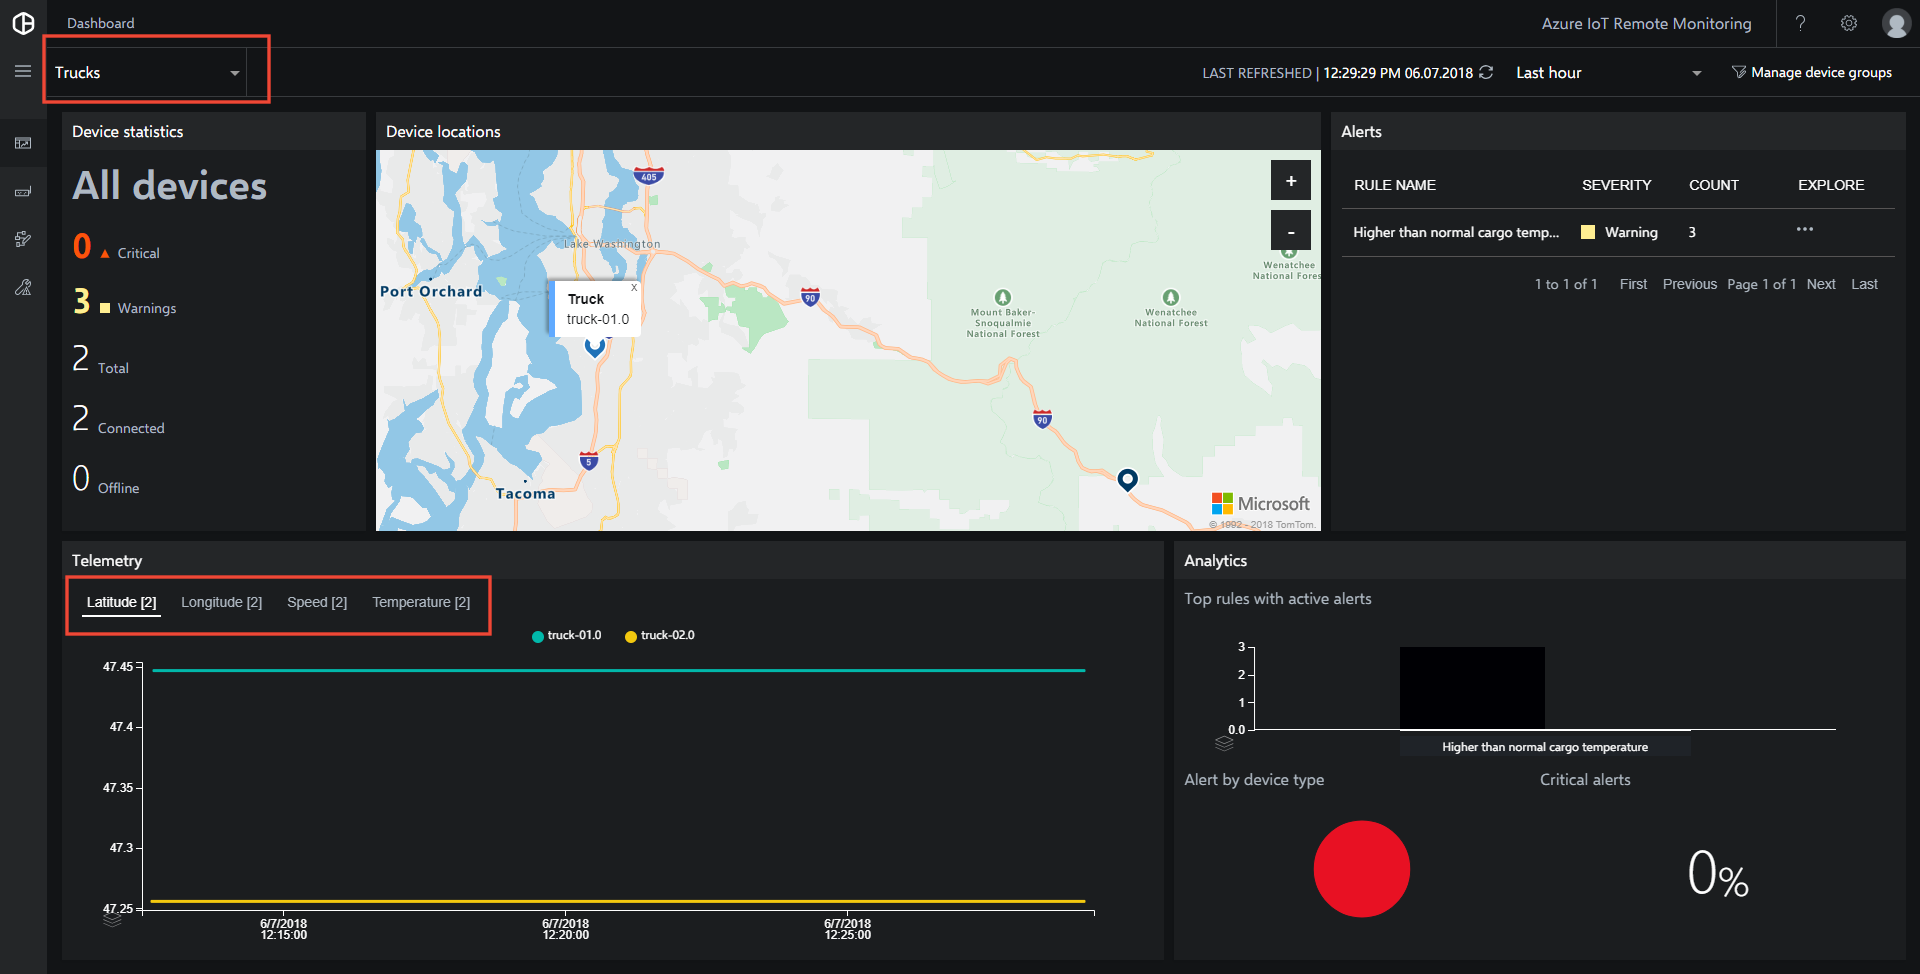 Dashboard
Azure IoT Remote Monitoring
?
Trucks
LAST REFRESHED | 12:29:29 PM 06.07.2018
Last hour
Manage device groups
Device statistics
All devices
0 Critical
3 Warnings
2 Total
2 Connected
0 Offline
Device locations
405
+
-
Lake Washington
Wenatchee
National Fores
Port Orchard
x
Truck
truck-01.0
90
Mount Baker-
Snoqualmie
National Forest
Wenatchee
National Forest
90
5
Tacoma
Microsoft
© 1992 - 2018 TomTom.
Alerts
RULE NAME SEVERITY COUNT EXPLORE
Higher than normal cargo temp... Warning 3 ...
1 to 1 of 1 First Previous Page 1 of 1 Next Last
Telemetry
Latitude [2] Longitude [2] Speed [2] Temperature [2]
truck-01.0 truck-02.0
47.45
47.4
47.35
47.3
47.25
6/7/2018
12:15:00
6/7/2018
12:20:00
6/7/2018
12:25:00
Analytics
Top rules with active alerts
3
2
1
0.0
Higher than normal cargo temperature
Alert by device type
Critical alerts
0%